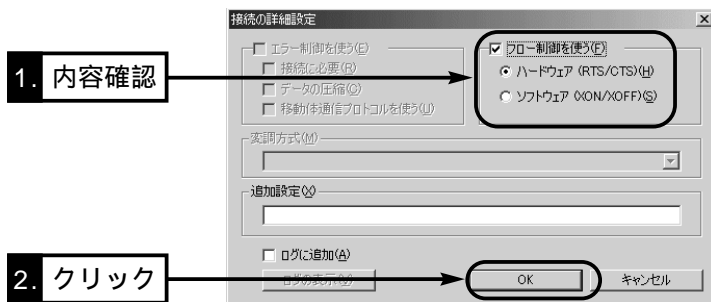 接続の詳細設定
エラー制御を使う(E)
接続に必要(R)
データの圧縮(C)
移動体通信プロトコルを使う(U)
フロー制御を使う(F)
ハードウェア (RTS/CTS)(H)
ソフトウェア (XON/XOFF)(S)
1. 内容確認
変調方式(M)
追加設定(X)
ログに追加(A)
2. クリック
ログの表示(V)
OK
キャンセル